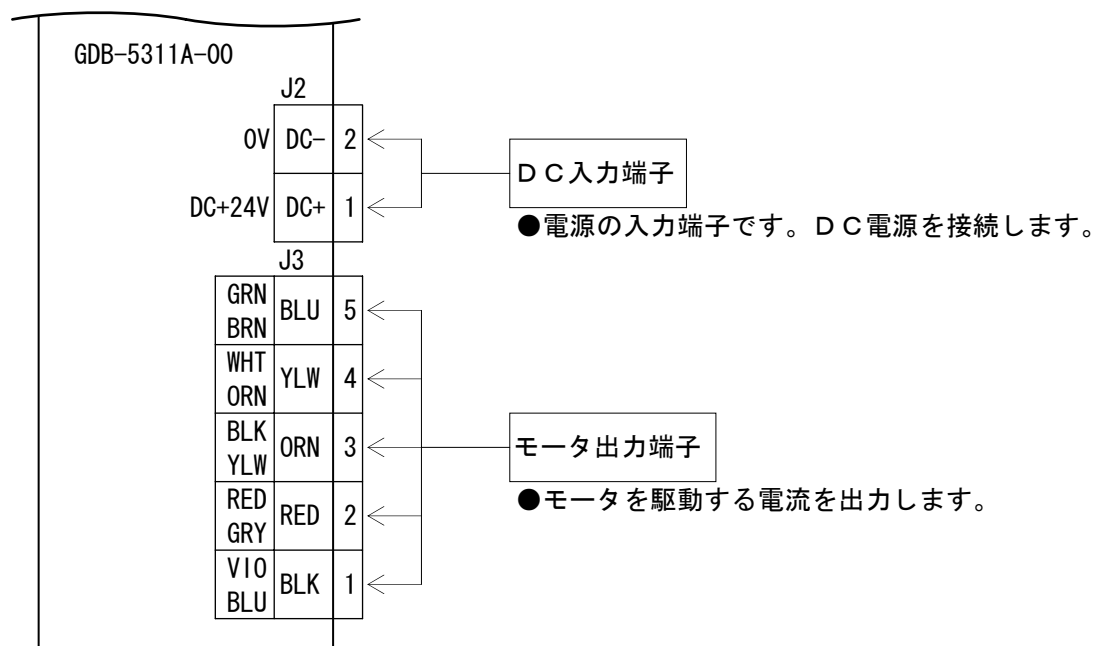 GDB-5311A-00
J2
0V DC- 2
DC+24V DC+ 1
DC入力端子
●電源の入力端子です。DC電源を接続します。
J3
GRN
BRN
BLU 5
WHT
ORN
YLW 4
BLK
YLW
ORN 3
モータ出力端子
●モータを駆動する電流を出力します。
RED
GRY
RED 2
VIO
BLU
BLK 1